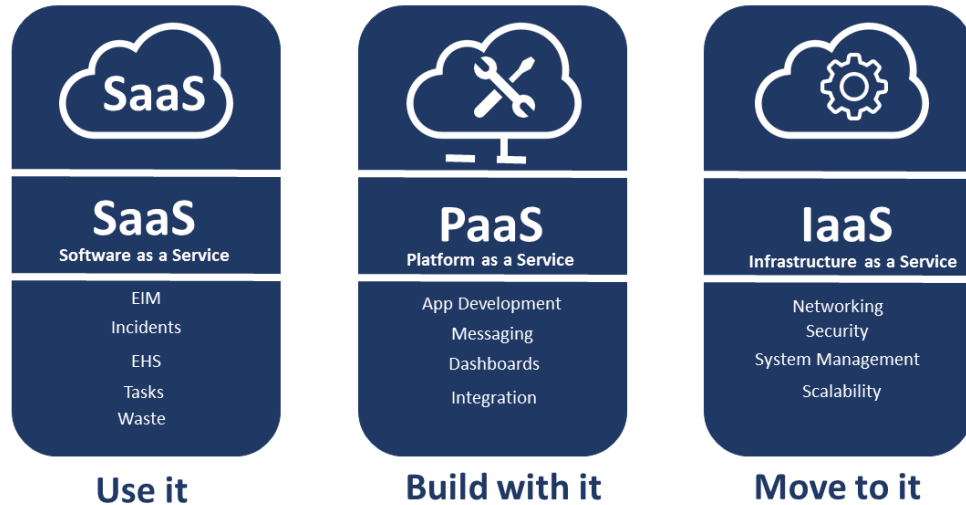 SaaS
SaaS
Software as a Service
EIM
Incidents
EHS
Tasks
Waste
Use it
PaaS
Platform as a Service
App Development
Messaging
Dashboards
Integration
Build with it
IaaS
Infrastructure as a Service
Networking
Security
System Management
Scalability
Move to it